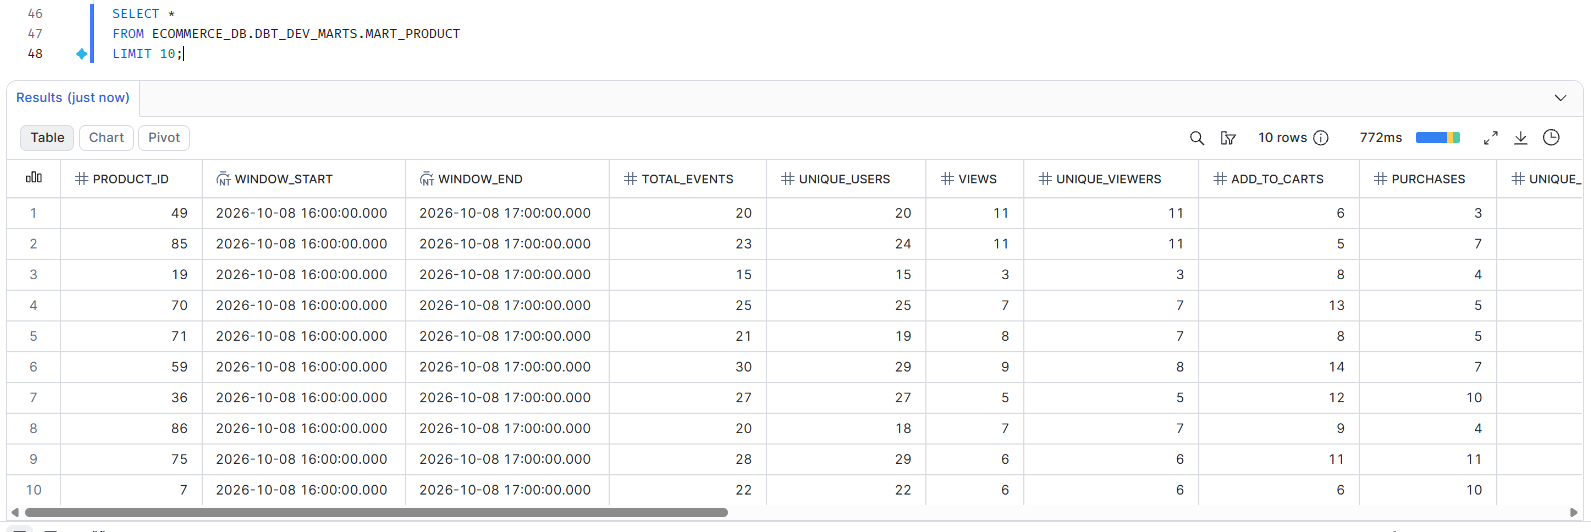 46 SELECT *
47 FROM ECOMMERCE_DB.DBT_DEV_MARTS.MART_PRODUCT
48 LIMIT 10;
Results (just now)
Table Chart Pivot 10 rows 772ms
PRODUCT_ID WINDOW_START WINDOW_END TOTAL_EVENTS UNIQUE_USERS VIEWS UNIQUE_VIEWERS ADD_TO_CARTS PURCHASES UNIQUE_
1 49 2026-10-08 16:00:00.000 2026-10-08 17:00:00.000 20 20 11 11 6 3
2 85 2026-10-08 16:00:00.000 2026-10-08 17:00:00.000 23 24 11 11 5 7
3 19 2026-10-08 16:00:00.000 2026-10-08 17:00:00.000 15 15 3 3 8 4
4 70 2026-10-08 16:00:00.000 2026-10-08 17:00:00.000 25 25 7 7 13 5
5 71 2026-10-08 16:00:00.000 2026-10-08 17:00:00.000 21 19 8 7 8 5
6 59 2026-10-08 16:00:00.000 2026-10-08 17:00:00.000 30 29 9 8 14 7
7 36 2026-10-08 16:00:00.000 2026-10-08 17:00:00.000 27 27 5 5 12 10
8 86 2026-10-08 16:00:00.000 2026-10-08 17:00:00.000 20 18 7 7 9 4
9 75 2026-10-08 16:00:00.000 2026-10-08 17:00:00.000 28 29 6 6 11 11
10 7 2026-10-08 16:00:00.000 2026-10-08 17:00:00.000 22 22 6 6 6 10